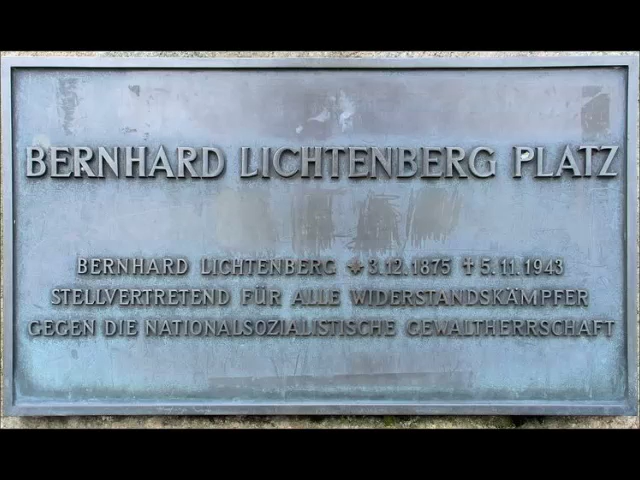 BERNHARD LICHTENBERG PLATZ
BERNHARD LICHTENBERG ✶ 3.12.1875 ✝ 5.11.1943
STELLVERTRETEND FÜR ALLE WIDERSTANDSKÄMPFER
GEGEN DIE NATIONALSOZIALISTISCHE GEWALTHERRSCHAFT